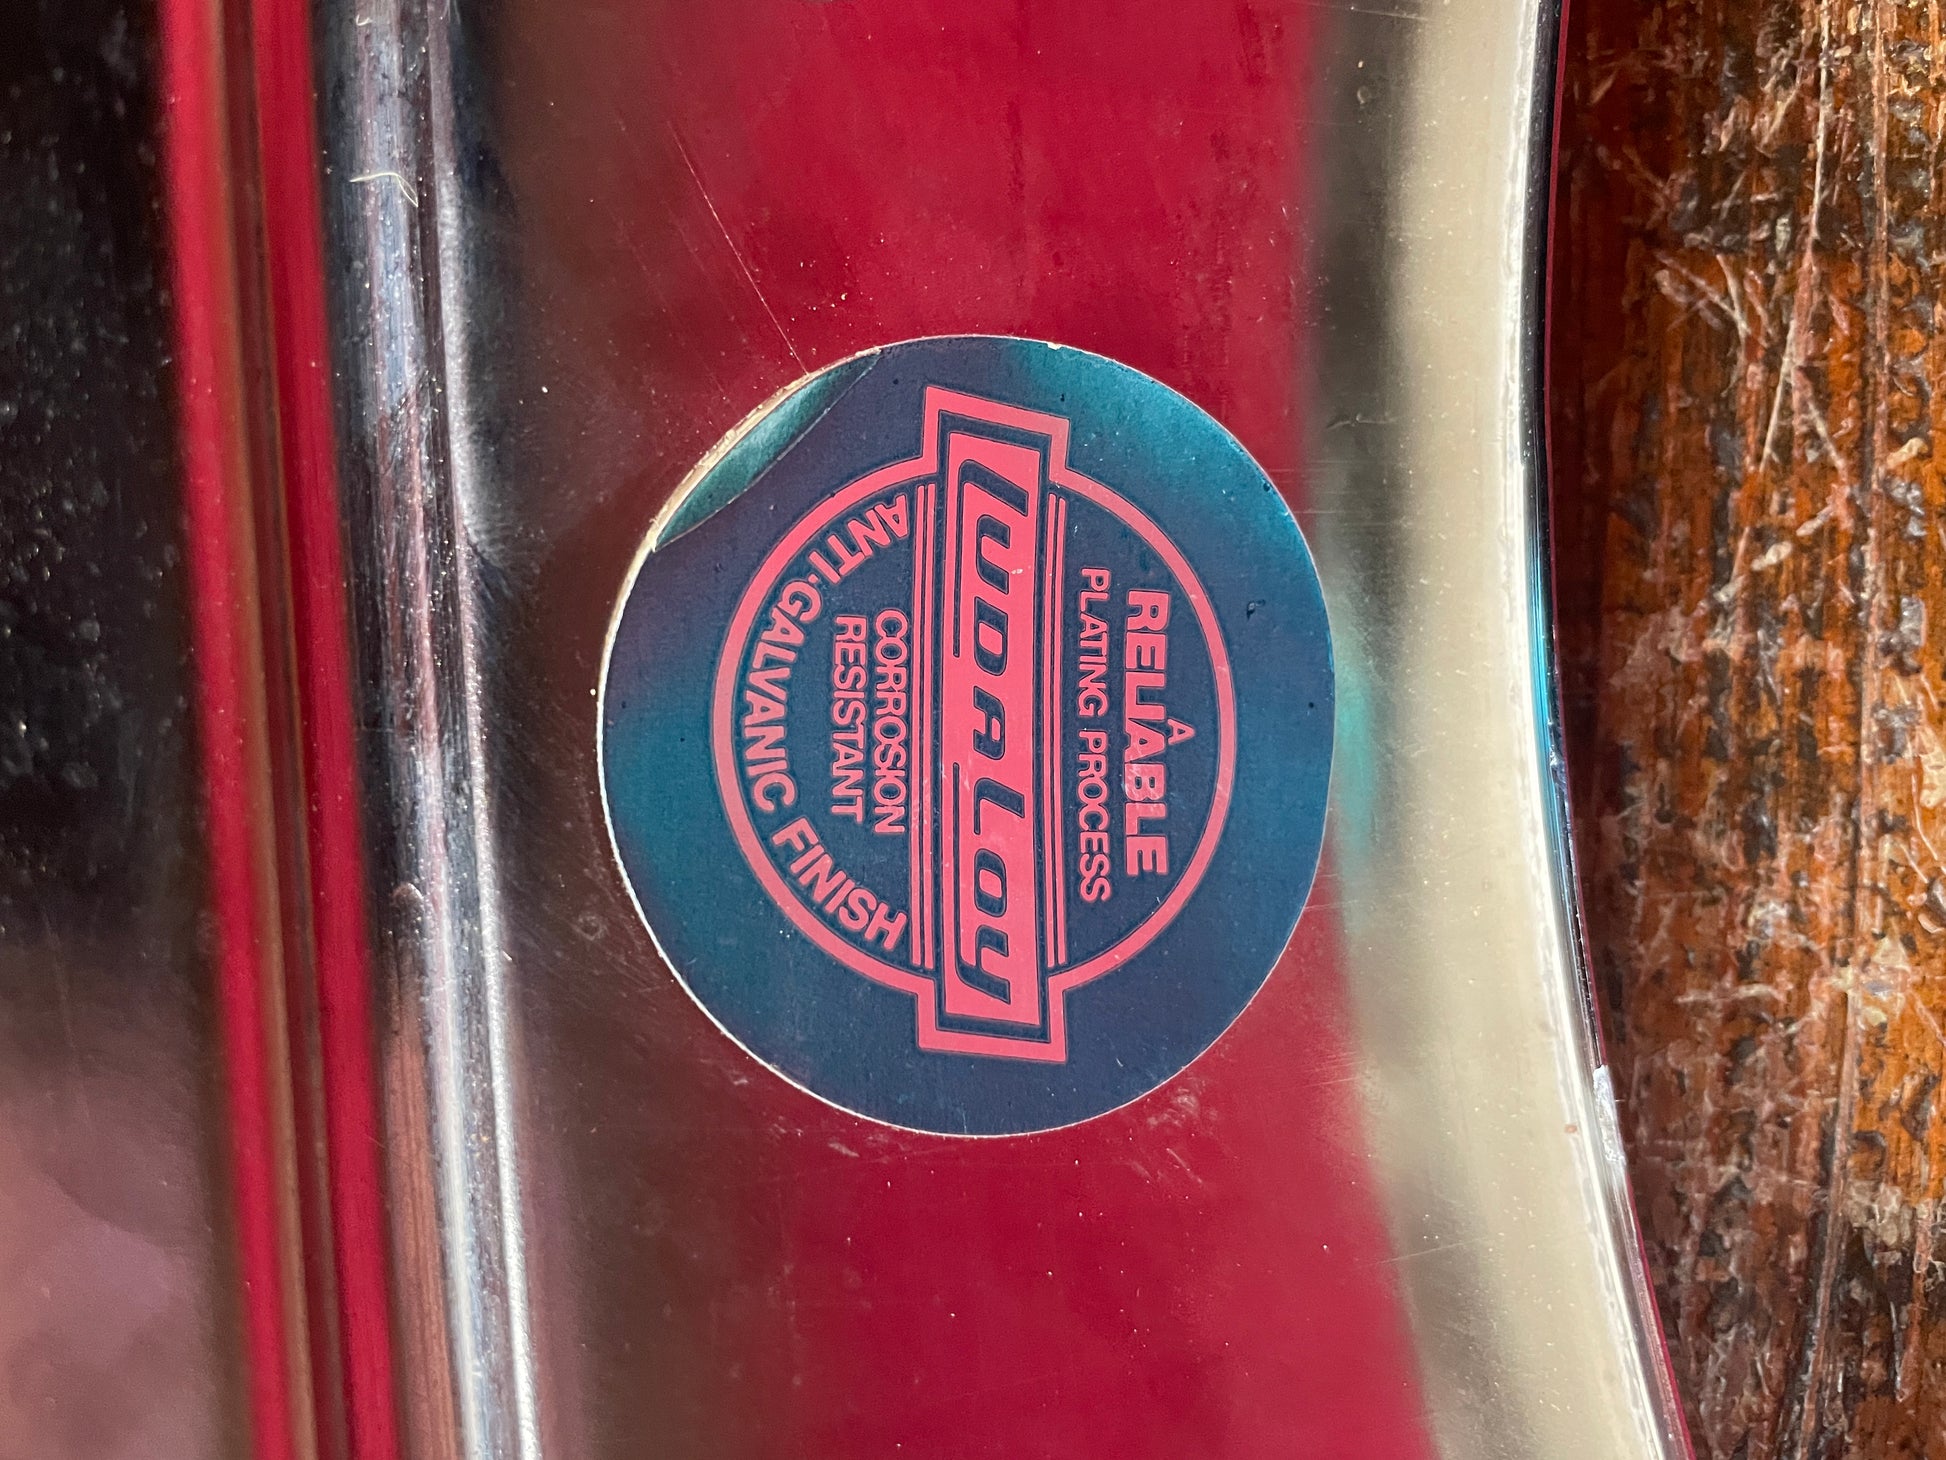 RELIABLE
PLATING PROCESS
LUDALOY
CORROSION
RESISTANT
ANTI-GALVANIC FINISH